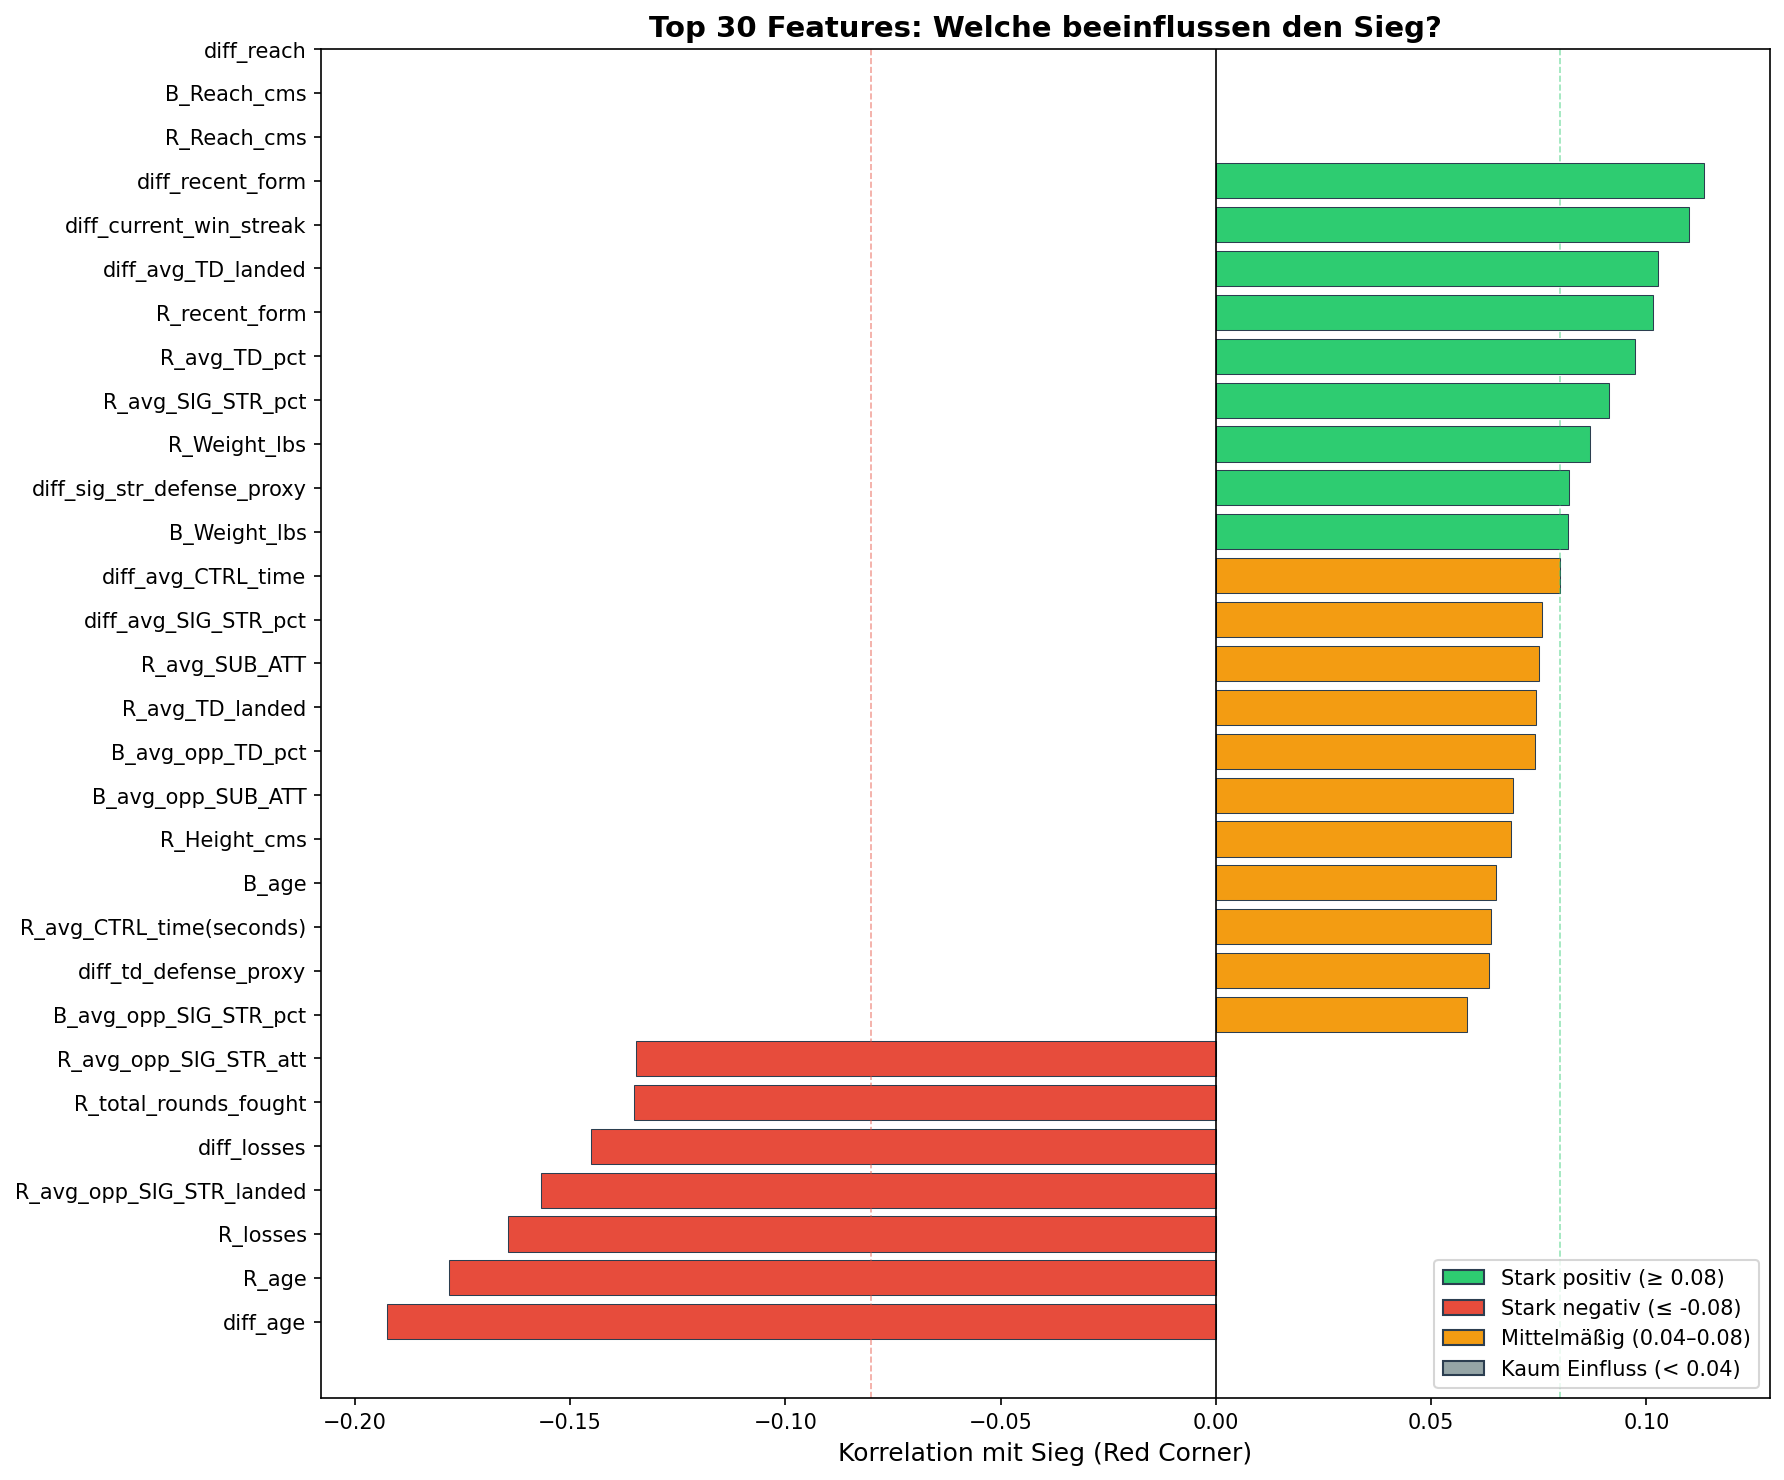 Top 30 Features: Welche beeinflussen den Sieg?
diff_reach
B_Reach_cms
R_Reach_cms
diff_recent_form
diff_current_win_streak
diff_avg_TD_landed
R_recent_form
R_avg_TD_pct
R_avg_SIG_STR_pct
R_Weight_lbs
diff_sig_str_defense_proxy
B_Weight_lbs
diff_avg_CTRL_time
diff_avg_SIG_STR_pct
R_avg_SUB_ATT
R_avg_TD_landed
B_avg_opp_TD_pct
B_avg_opp_SUB_ATT
R_Height_cms
B_age
R_avg_CTRL_time(seconds)
diff_td_defense_proxy
B_avg_opp_SIG_STR_pct
R_avg_opp_SIG_STR_att
R_total_rounds_fought
diff_losses
R_avg_opp_SIG_STR_landed
R_losses
R_age
diff_age
Stark positiv (≥ 0.08)
Stark negativ (≤ -0.08)
Mittelmäßig (0.04–0.08)
Kaum Einfluss (< 0.04)
−0.20 −0.15 −0.10 −0.05 0.00 0.05 0.10
Korrelation mit Sieg (Red Corner)